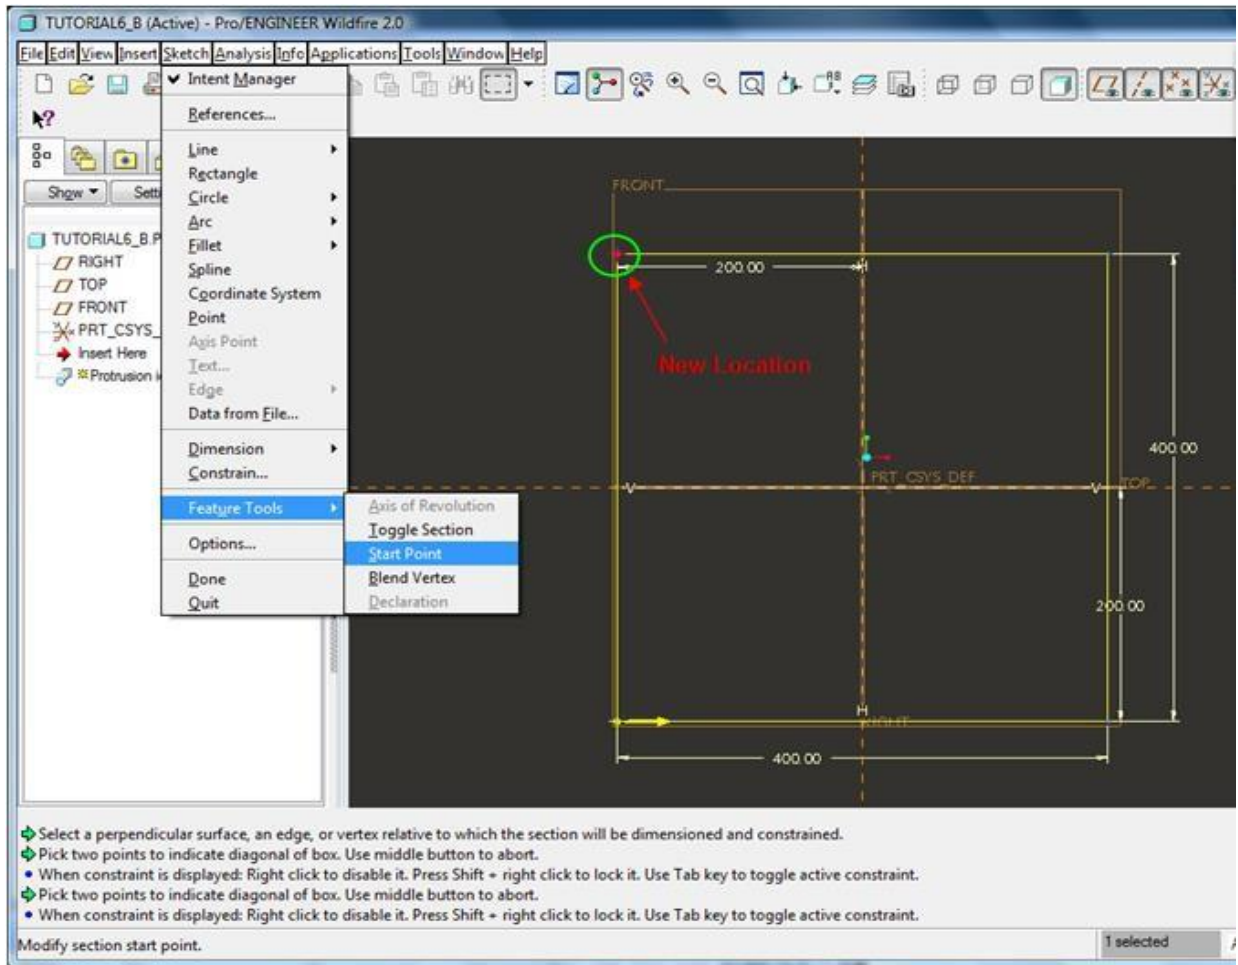 TUTORIAL6_B (Active) - Pro/ENGINEER Wildfire 2.0
File Edit View Insert Sketch Analysis Info Applications Tools Window Help
Intent Manager
References...
Line
Rectangle
Circle
Arc
Fillet
Spline
Coordinate System
Point
Axis Point
Text...
Edge
Data from File...
Dimension
Constrain...
Feature Tools
Options...
Done
Quit
Axis of Revolution
Toggle Section
Start Point
Blend Vertex
Declaration
Show
Setti
TUTORIAL6_B.P
RIGHT
TOP
FRONT
PRT_CSYS_
Insert Here
Protrusion i
FRONT
200.00
New Location
400.00
PRT_CSYS_DEF
V
V
TOP
200.00
H
RIGHT
400.00
Select a perpendicular surface, an edge, or vertex relative to which the section will be dimensioned and constrained.
Pick two points to indicate diagonal of box. Use middle button to abort.
• When constraint is displayed: Right click to disable it. Press Shift + right click to lock it. Use Tab key to toggle active constraint.
Pick two points to indicate diagonal of box. Use middle button to abort.
• When constraint is displayed: Right click to disable it. Press Shift + right click to lock it. Use Tab key to toggle active constraint.
Modify section start point.
1 selected